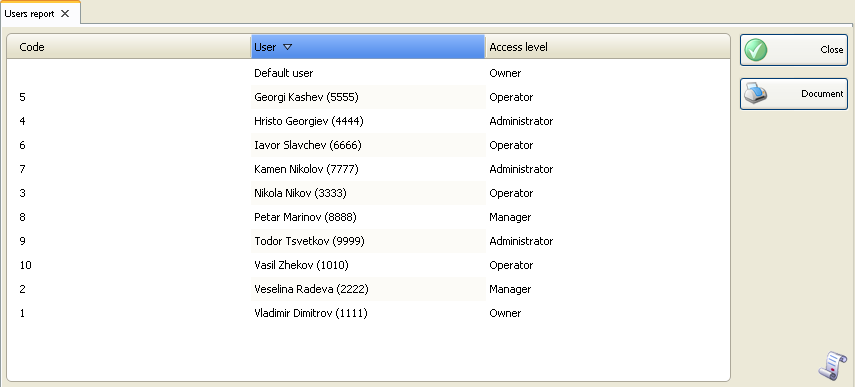 Users report
Code User Access level
Default user Owner
5 Georgi Kashev (5555) Operator
4 Hristo Georgiev (4444) Administrator
6 Iavor Slavchev (6666) Operator
7 Kamen Nikolov (7777) Administrator
3 Nikola Nikov (3333) Operator
8 Petar Marinov (8888) Manager
9 Todor Tsvetkov (9999) Administrator
10 Vasil Zhekov (1010) Operator
2 Veselina Radeva (2222) Manager
1 Vladimir Dimitrov (1111) Owner
Close
Document